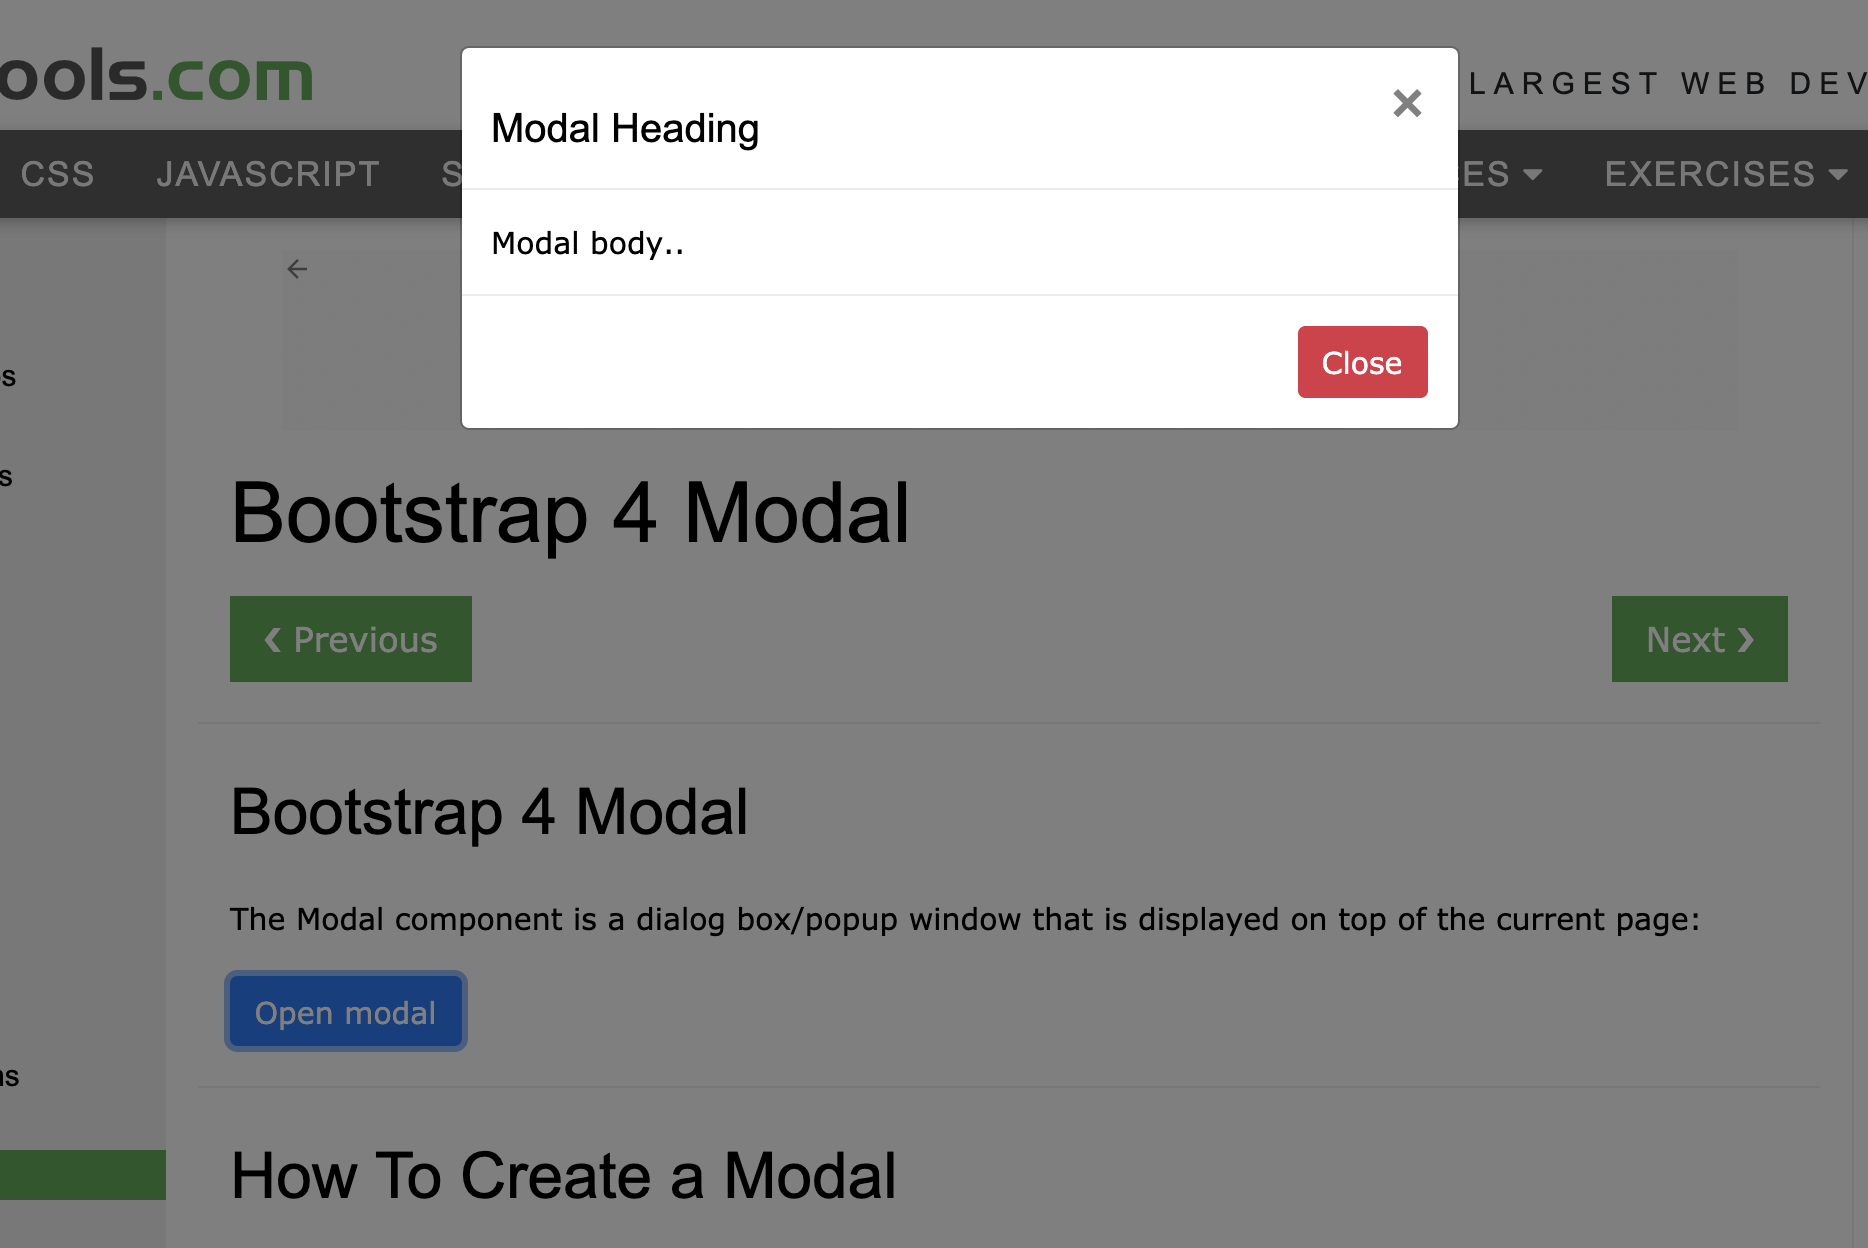 ools.com
LARGEST WEB DEV
CSS JAVASCRIPT S ES EXERCISES
Modal Heading
×
Modal body..
Close
s
s
Bootstrap 4 Modal
❮ Previous
Next ❯
Bootstrap 4 Modal
The Modal component is a dialog box/popup window that is displayed on top of the current page:
Open modal
ns
How To Create a Modal